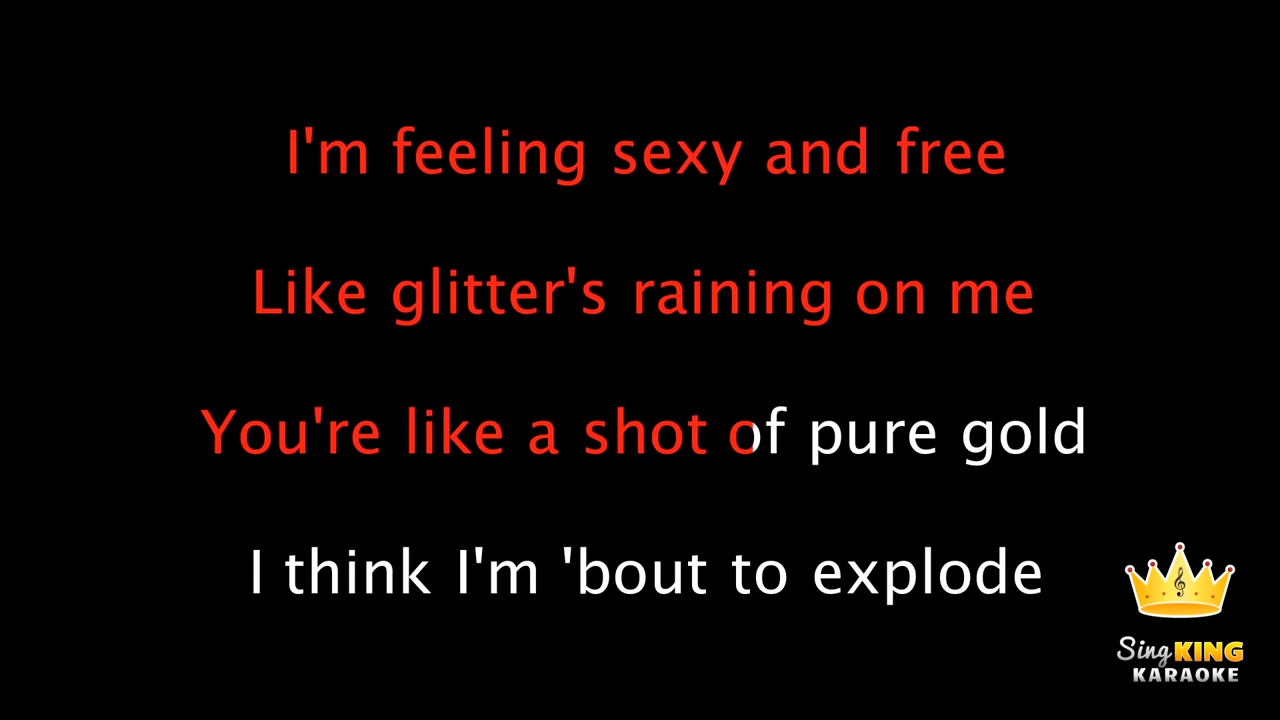 I'm feeling sexy and free
Like glitter's raining on me
You're like a shot of pure gold
I think I'm 'bout to explode
Sing KING
KARAOKE